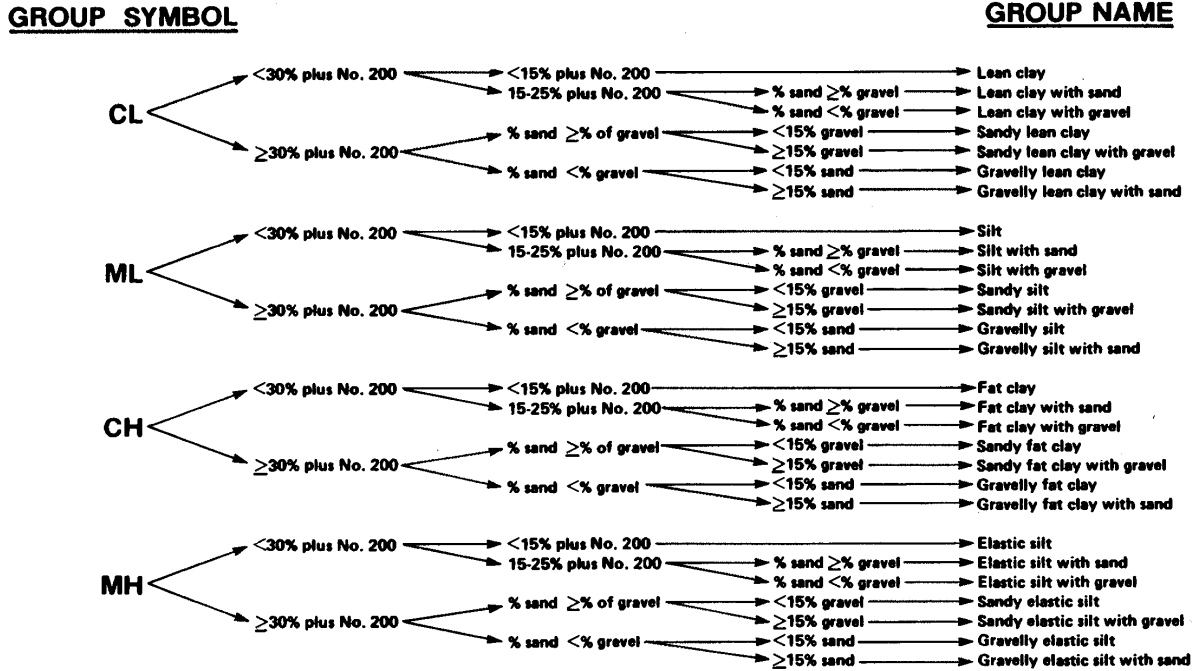 GROUP SYMBOL
GROUP NAME
<30% plus No. 200 <15% plus No. 200 Lean clay
15-25% plus No. 200 % sand ≥% gravel Lean clay with sand
% sand <% gravel Lean clay with gravel
CL
% sand ≥% of gravel <15% gravel Sandy lean clay
≥30% plus No. 200 ≥15% gravel Sandy lean clay with gravel
% sand <% gravel <15% sand Gravelly lean clay
≥15% sand Gravelly lean clay with sand
<30% plus No. 200 <15% plus No. 200 Silt
15-25% plus No. 200 % sand ≥% gravel Silt with sand
% sand <% gravel Silt with gravel
ML
% sand ≥% of gravel <15% gravel Sandy silt
≥30% plus No. 200 ≥15% gravel Sandy silt with gravel
% sand <% gravel <15% sand Gravelly silt
≥15% sand Gravelly silt with sand
<30% plus No. 200 <15% plus No. 200 Fat clay
15-25% plus No. 200 % sand ≥% gravel Fat clay with sand
% sand <% gravel Fat clay with gravel
CH
% sand ≥% of gravel <15% gravel Sandy fat clay
≥30% plus No. 200 ≥15% gravel Sandy fat clay with gravel
% sand <% gravel <15% sand Gravelly fat clay
≥15% sand Gravelly fat clay with sand
<30% plus No. 200 <15% plus No. 200 Elastic silt
15-25% plus No. 200 % sand ≥% gravel Elastic silt with sand
% sand <% gravel Elastic silt with gravel
MH
% sand ≥% of gravel <15% gravel Sandy elastic silt
≥30% plus No. 200 ≥15% gravel Sandy elastic silt with gravel
% sand <% grevel <15% sand Gravelly elastic silt
≥15% sand Gravelly elastic silt with sand